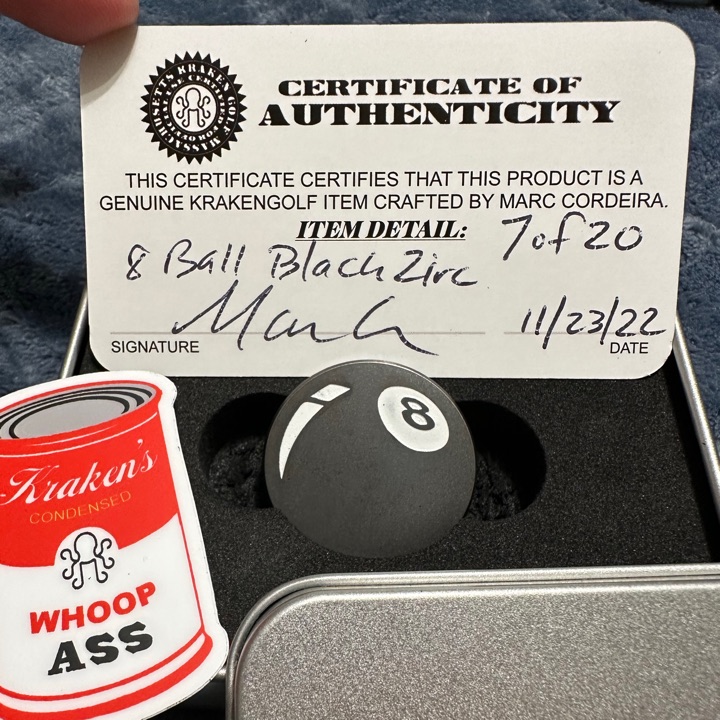 CERTIFICATE OF
AUTHENTICITY
THIS CERTIFICATE CERTIFIES THAT THIS PRODUCT IS A
GENUINE KRAKENGOLF ITEM CRAFTED BY MARC CORDEIRA.
ITEM DETAIL: 7 of 20
8 Ball Black Zirc
SIGNATURE 11/23/22
DATE
8
Kraken's
CONDENSED
WHOOP
ASS